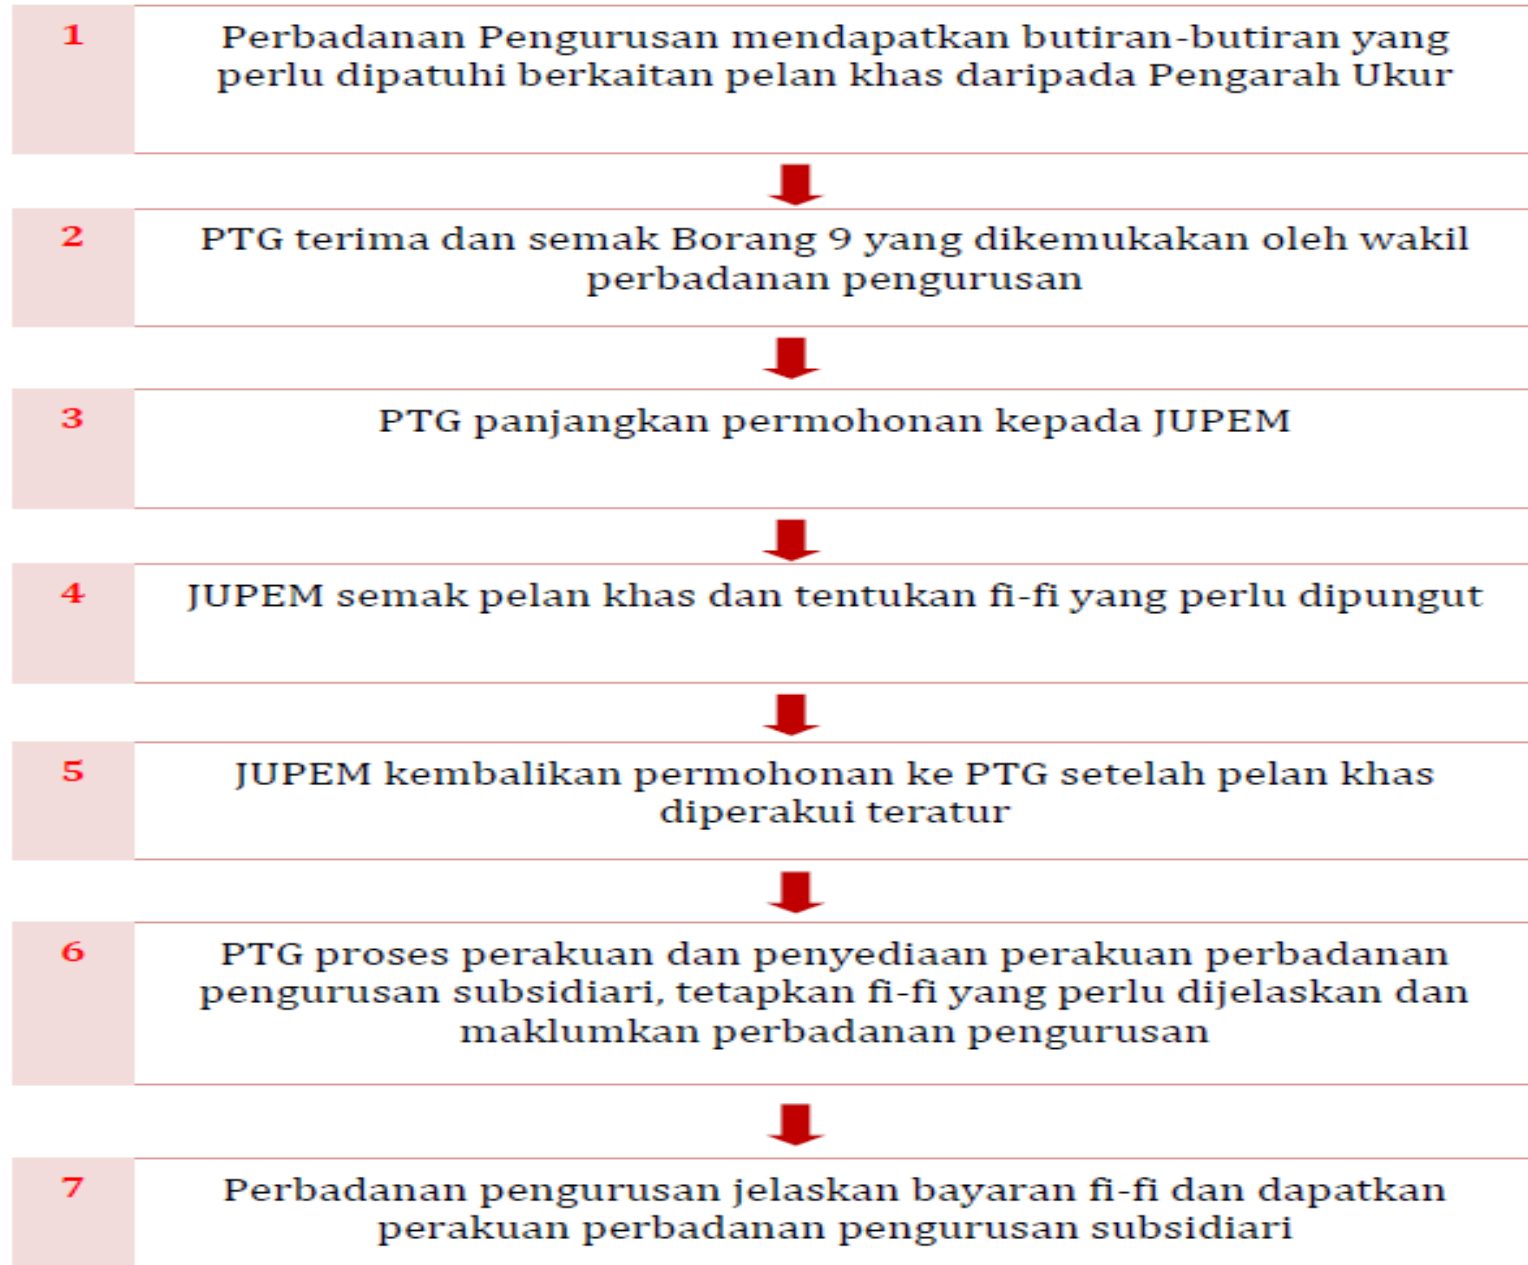 1
Perbadanan Pengurusan mendapatkan butiran-butiran yang
perlu dipatuhi berkaitan pelan khas daripada Pengarah Ukur
2
PTG terima dan semak Borang 9 yang dikemukakan oleh wakil
perbadanan pengurusan
3
PTG panjangkan permohonan kepada JUPEM
4
JUPEM semak pelan khas dan tentukan fi-fi yang perlu dipungut
5
JUPEM kembalikan permohonan ke PTG setelah pelan khas
diperakui teratur
6
PTG proses perakuan dan penyediaan perakuan perbadanan
pengurusan subsidiari, tetapkan fi-fi yang perlu dijelaskan dan
maklumkan perbadanan pengurusan
7
Perbadanan pengurusan jelaskan bayaran fi-fi dan dapatkan
perakuan perbadanan pengurusan subsidiari